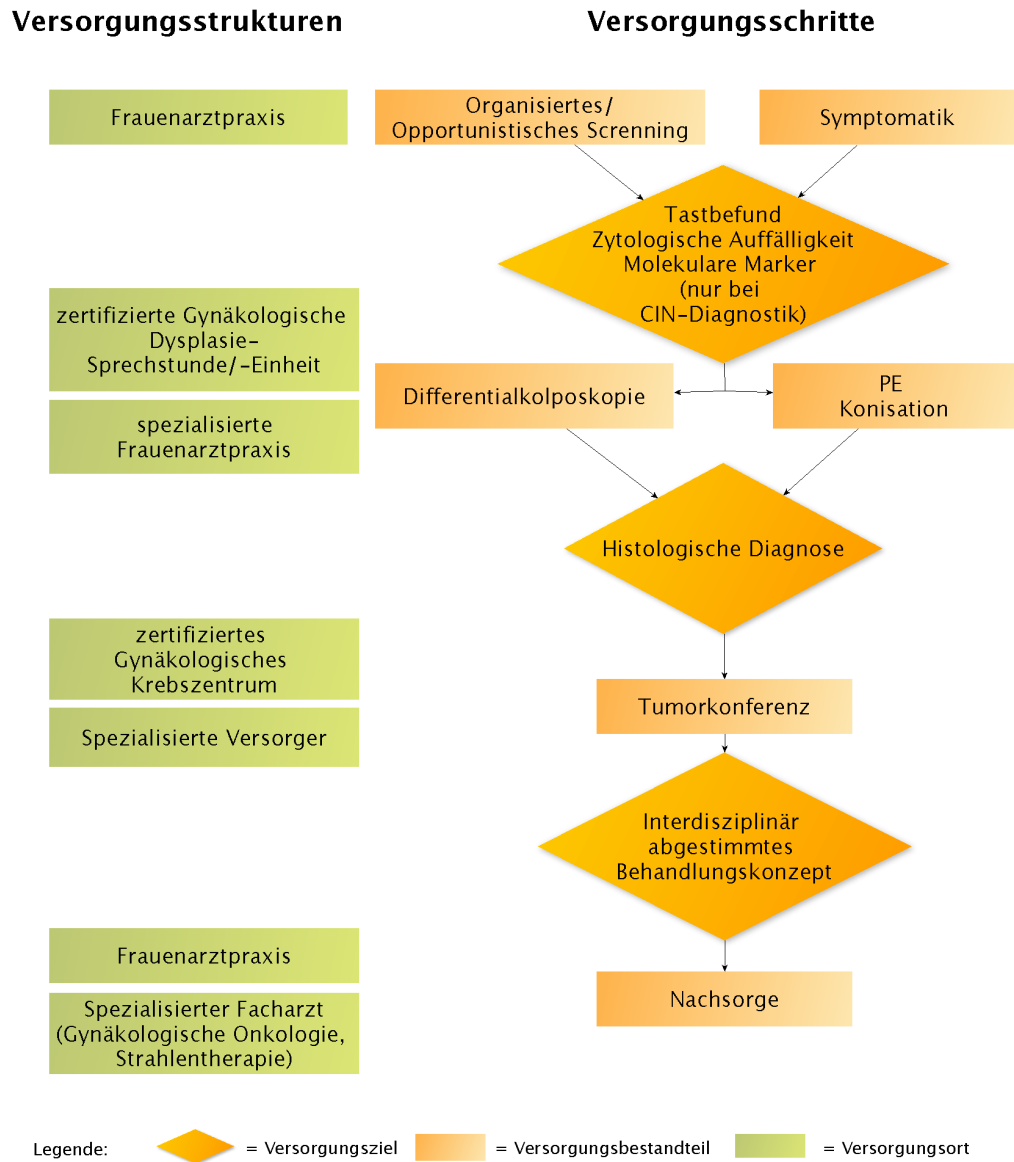 Versorgungsstrukturen
Versorgungsschritte
Frauenarztpraxis
Organisiertes/
Opportunistisches Screnning
Symptomatik
Tastbefund
Zytologische Auffälligkeit
Molekulare Marker
(nur bei
CIN-Diagnostik)
zertifizierte Gynäkologische
Dysplasie-
Sprechstunde/-Einheit
spezialisierte
Frauenarztpraxis
Differentialkolposkopie
PE
Konisation
Histologische Diagnose
zertifiziertes
Gynäkologisches
Krebszentrum
Spezialisierte Versorger
Tumorkonferenz
Interdisziplinär
abgestimmtes
Behandlungskonzept
Frauenarztpraxis
Spezialisierter Facharzt
(Gynäkologische Onkologie,
Strahlentherapie)
Nachsorge
Legende:
= Versorgungsziel
= Versorgungsbestandteil
= Versorgungsort